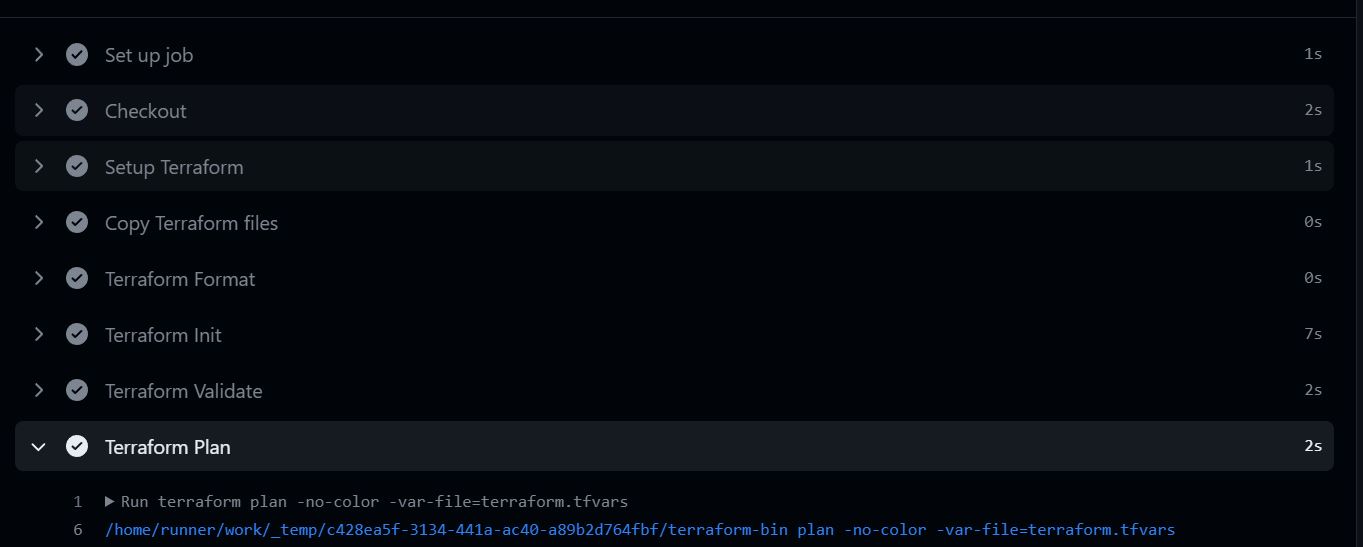 Set up job 1s
Checkout 2s
Setup Terraform 1s
Copy Terraform files 0s
Terraform Format 0s
Terraform Init 7s
Terraform Validate 2s
Terraform Plan 2s
1 Run terraform plan -no-color -var-file=terraform.tfvars
6 /home/runner/work/_temp/c428ea5f-3134-441a-ac40-a89b2d764fbf/terraform-bin plan -no-color -var-file=terraform.tfvars